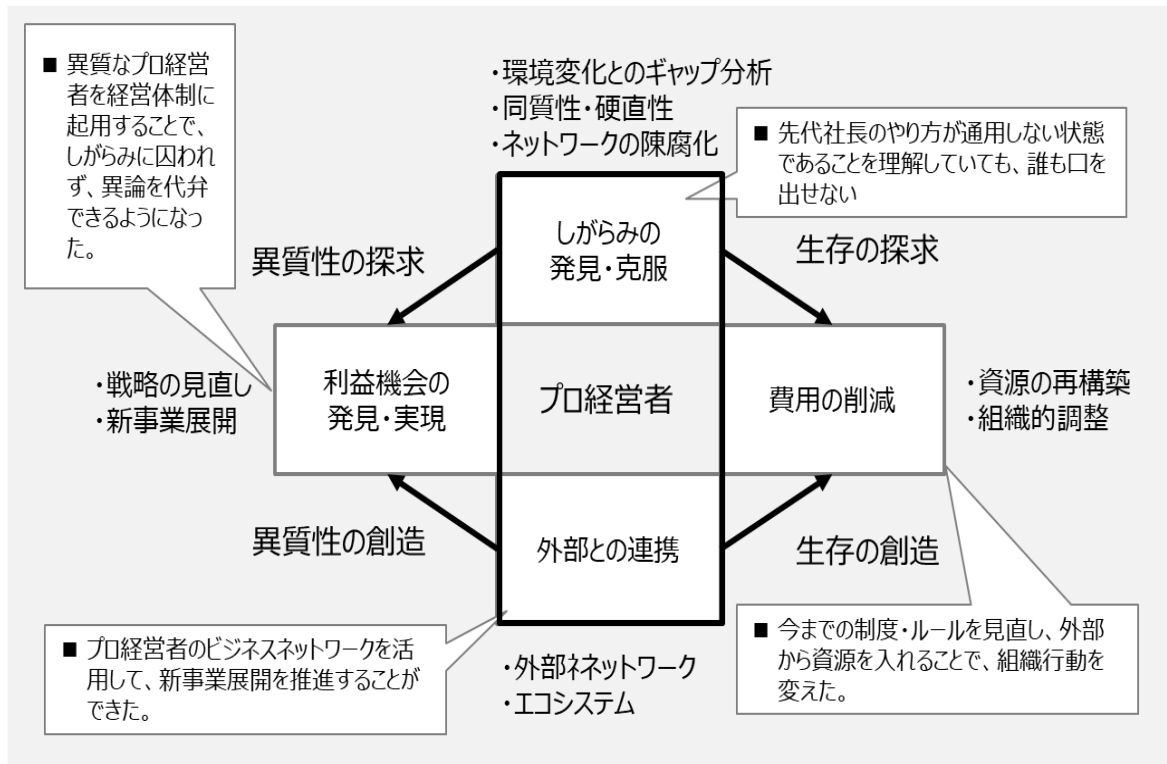 ■ 異質なプロ経営
者を経営体制に
起用することで、
しがらみに囚われ
ず、異論を代弁
できるようになっ
た。
・環境変化とのギャップ分析
・同質性・硬直性
・ネットワークの陳腐化
■ 先代社長のやり方が通用しない状態
であることを理解していても、誰も口を
出せない
しがらみの
発見・克服
異質性の探求
生存の探求
・戦略の見直し
・新事業展開
利益機会の
発見・実現
プロ経営者
費用の削減
・資源の再構築
・組織的調整
異質性の創造
外部との連携
生存の創造
■ プロ経営者のビジネスネットワークを活
用して、新事業展開を推進することが
できた。
・外部ネネットワーク
・エコシステム
■ 今までの制度・ルールを見直し、外部
から資源を入れることで、組織行動を
変えた。